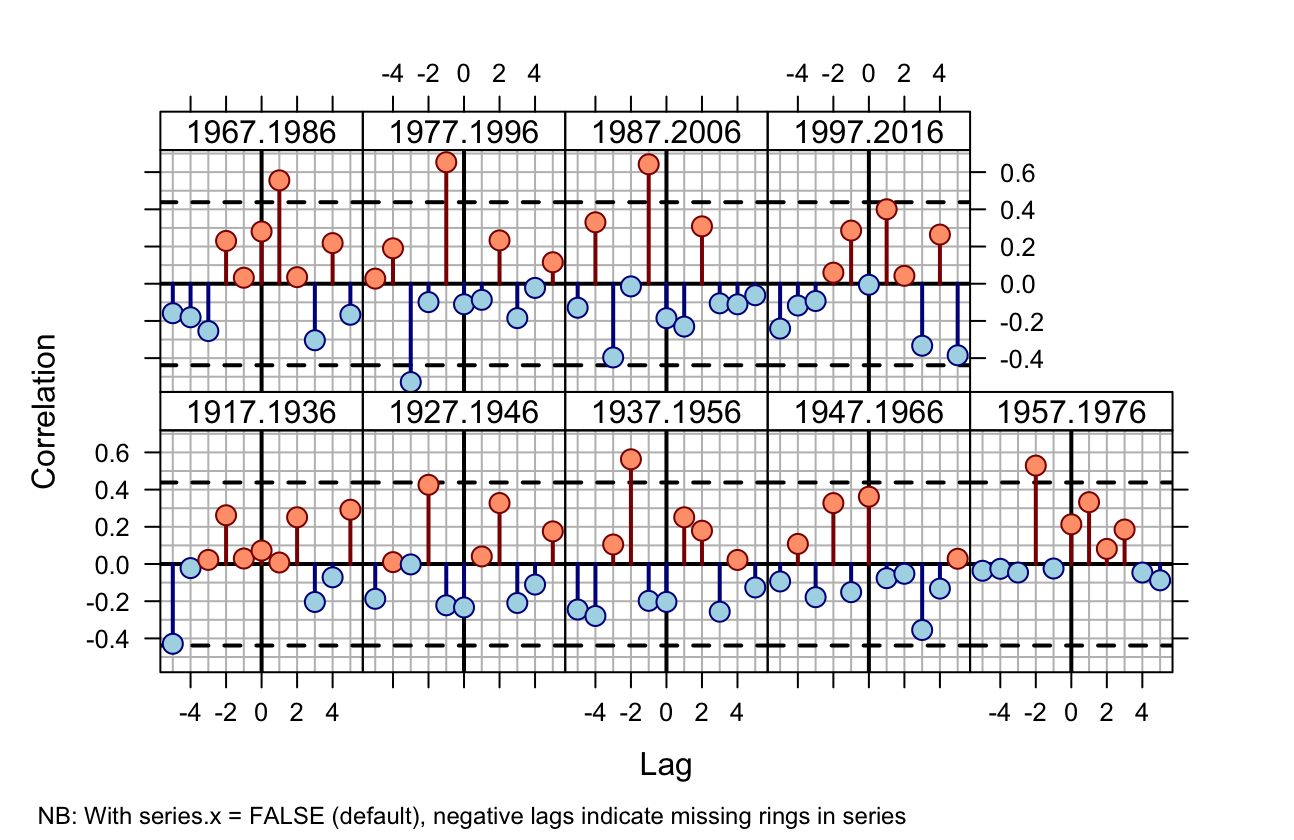 -4 -2 0 2 4 -4 -2 0 2 4
1967.1986 1977.1996 1987.2006 1997.2016
0.6
0.4
0.2
0.0
-0.2
-0.4
Correlation
1917.1936 1927.1946 1937.1956 1947.1966 1957.1976
0.6
0.4
0.2
0.0
-0.2
-0.4
-4 -2 0 2 4 -4 -2 0 2 4 -4 -2 0 2 4
Lag
NB: With series.x = FALSE (default), negative lags indicate missing rings in series